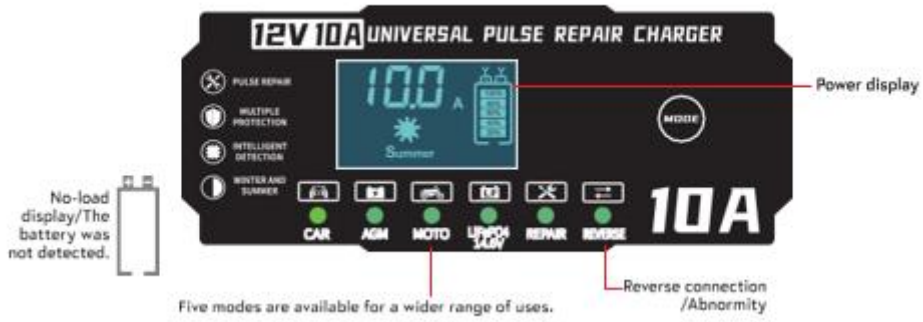 12V 10A UNIVERSAL PULSE REPAIR CHARGER
PULSE REPAIR
MULTIPLE
PROTECTION
INTELLIGENT
DETECTION
WINTER AND
SUMMER
10.0 A
Summer
Power display
MODE
No-load
display/The
battery was
not detected.
CAR
AGM
MOTO
LiFePO4
14.6V
REPAIR
REVERSE
10A
Five modes are available for a wider range of uses.
Reverse connection
/Abnormity